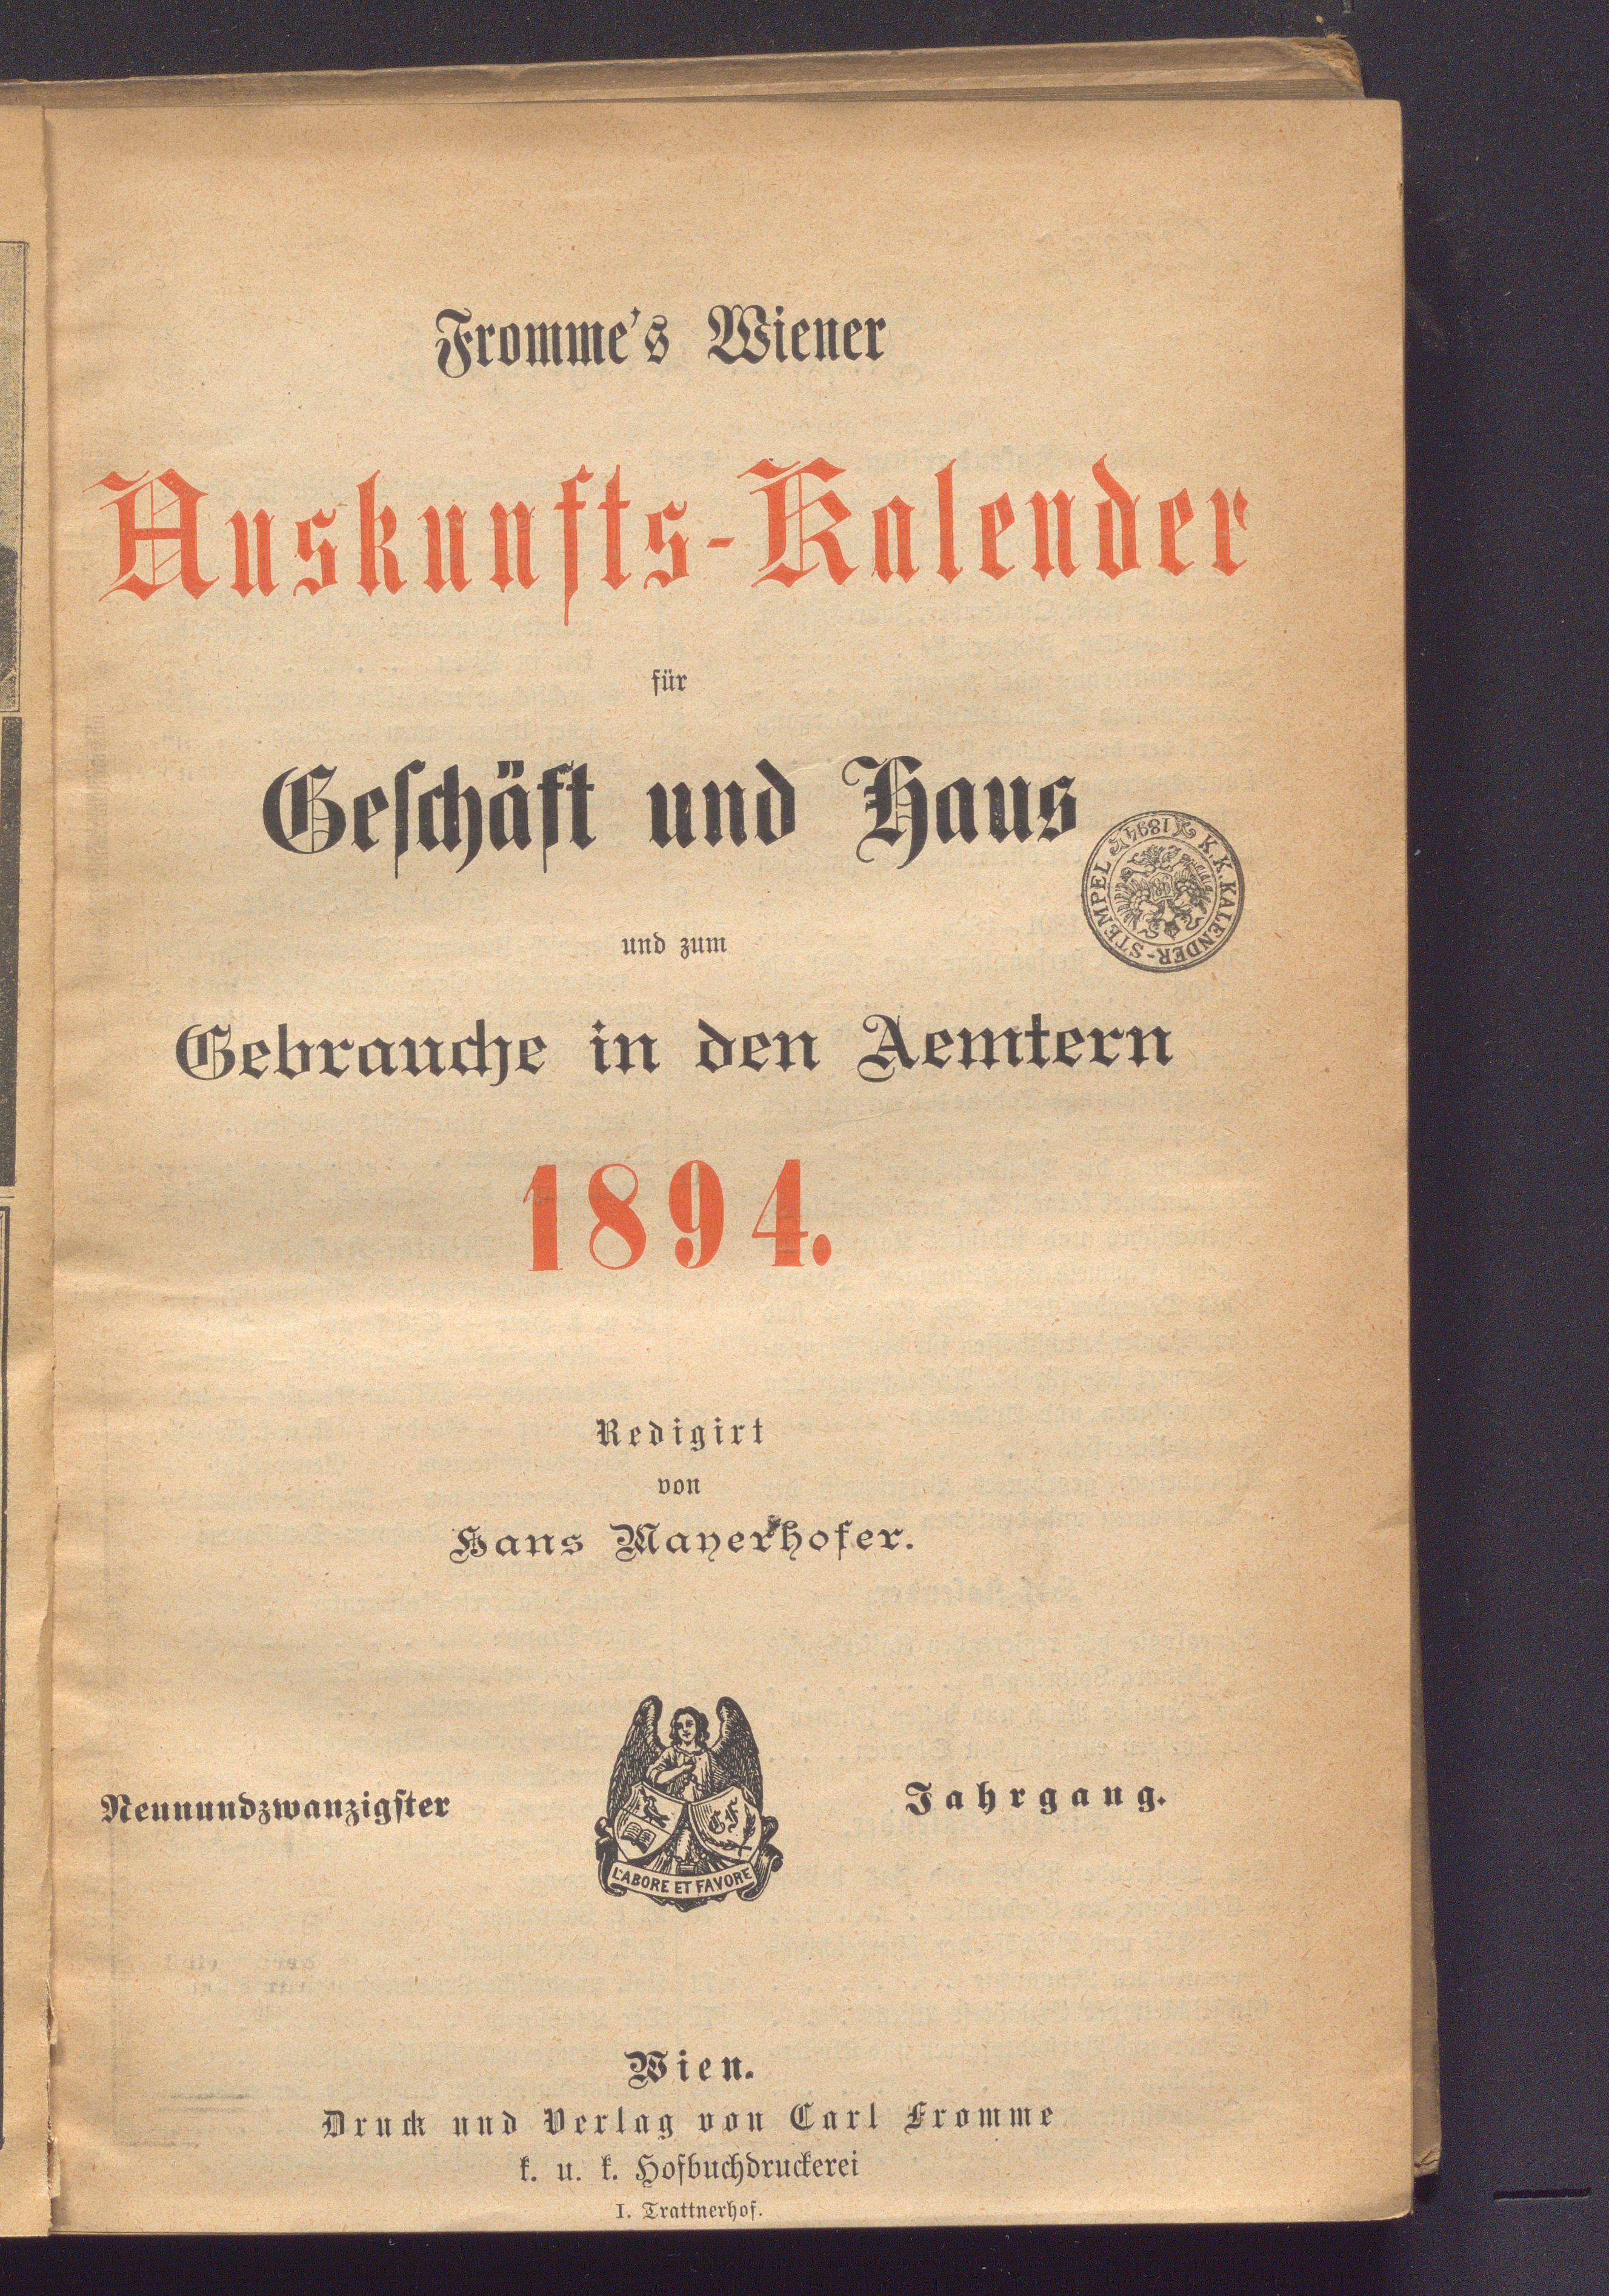 Fromme's Wiener
Auskunfts-Kalender
für
Geſchäft und Haus
K. K. KALENDER-STEMPEL 1894
und zum
Gebrauche in den Aemtern
1894.
Redigirt
von
Hans Mayerhofer.
Neunundzwanzigſter
Jahrgang.
CF
LABORE ET FAVORE
Wien.
Druck und Verlag von Carl Fromme
k. u. k. Hofbuchdruckerei
I. Trattnerhof.